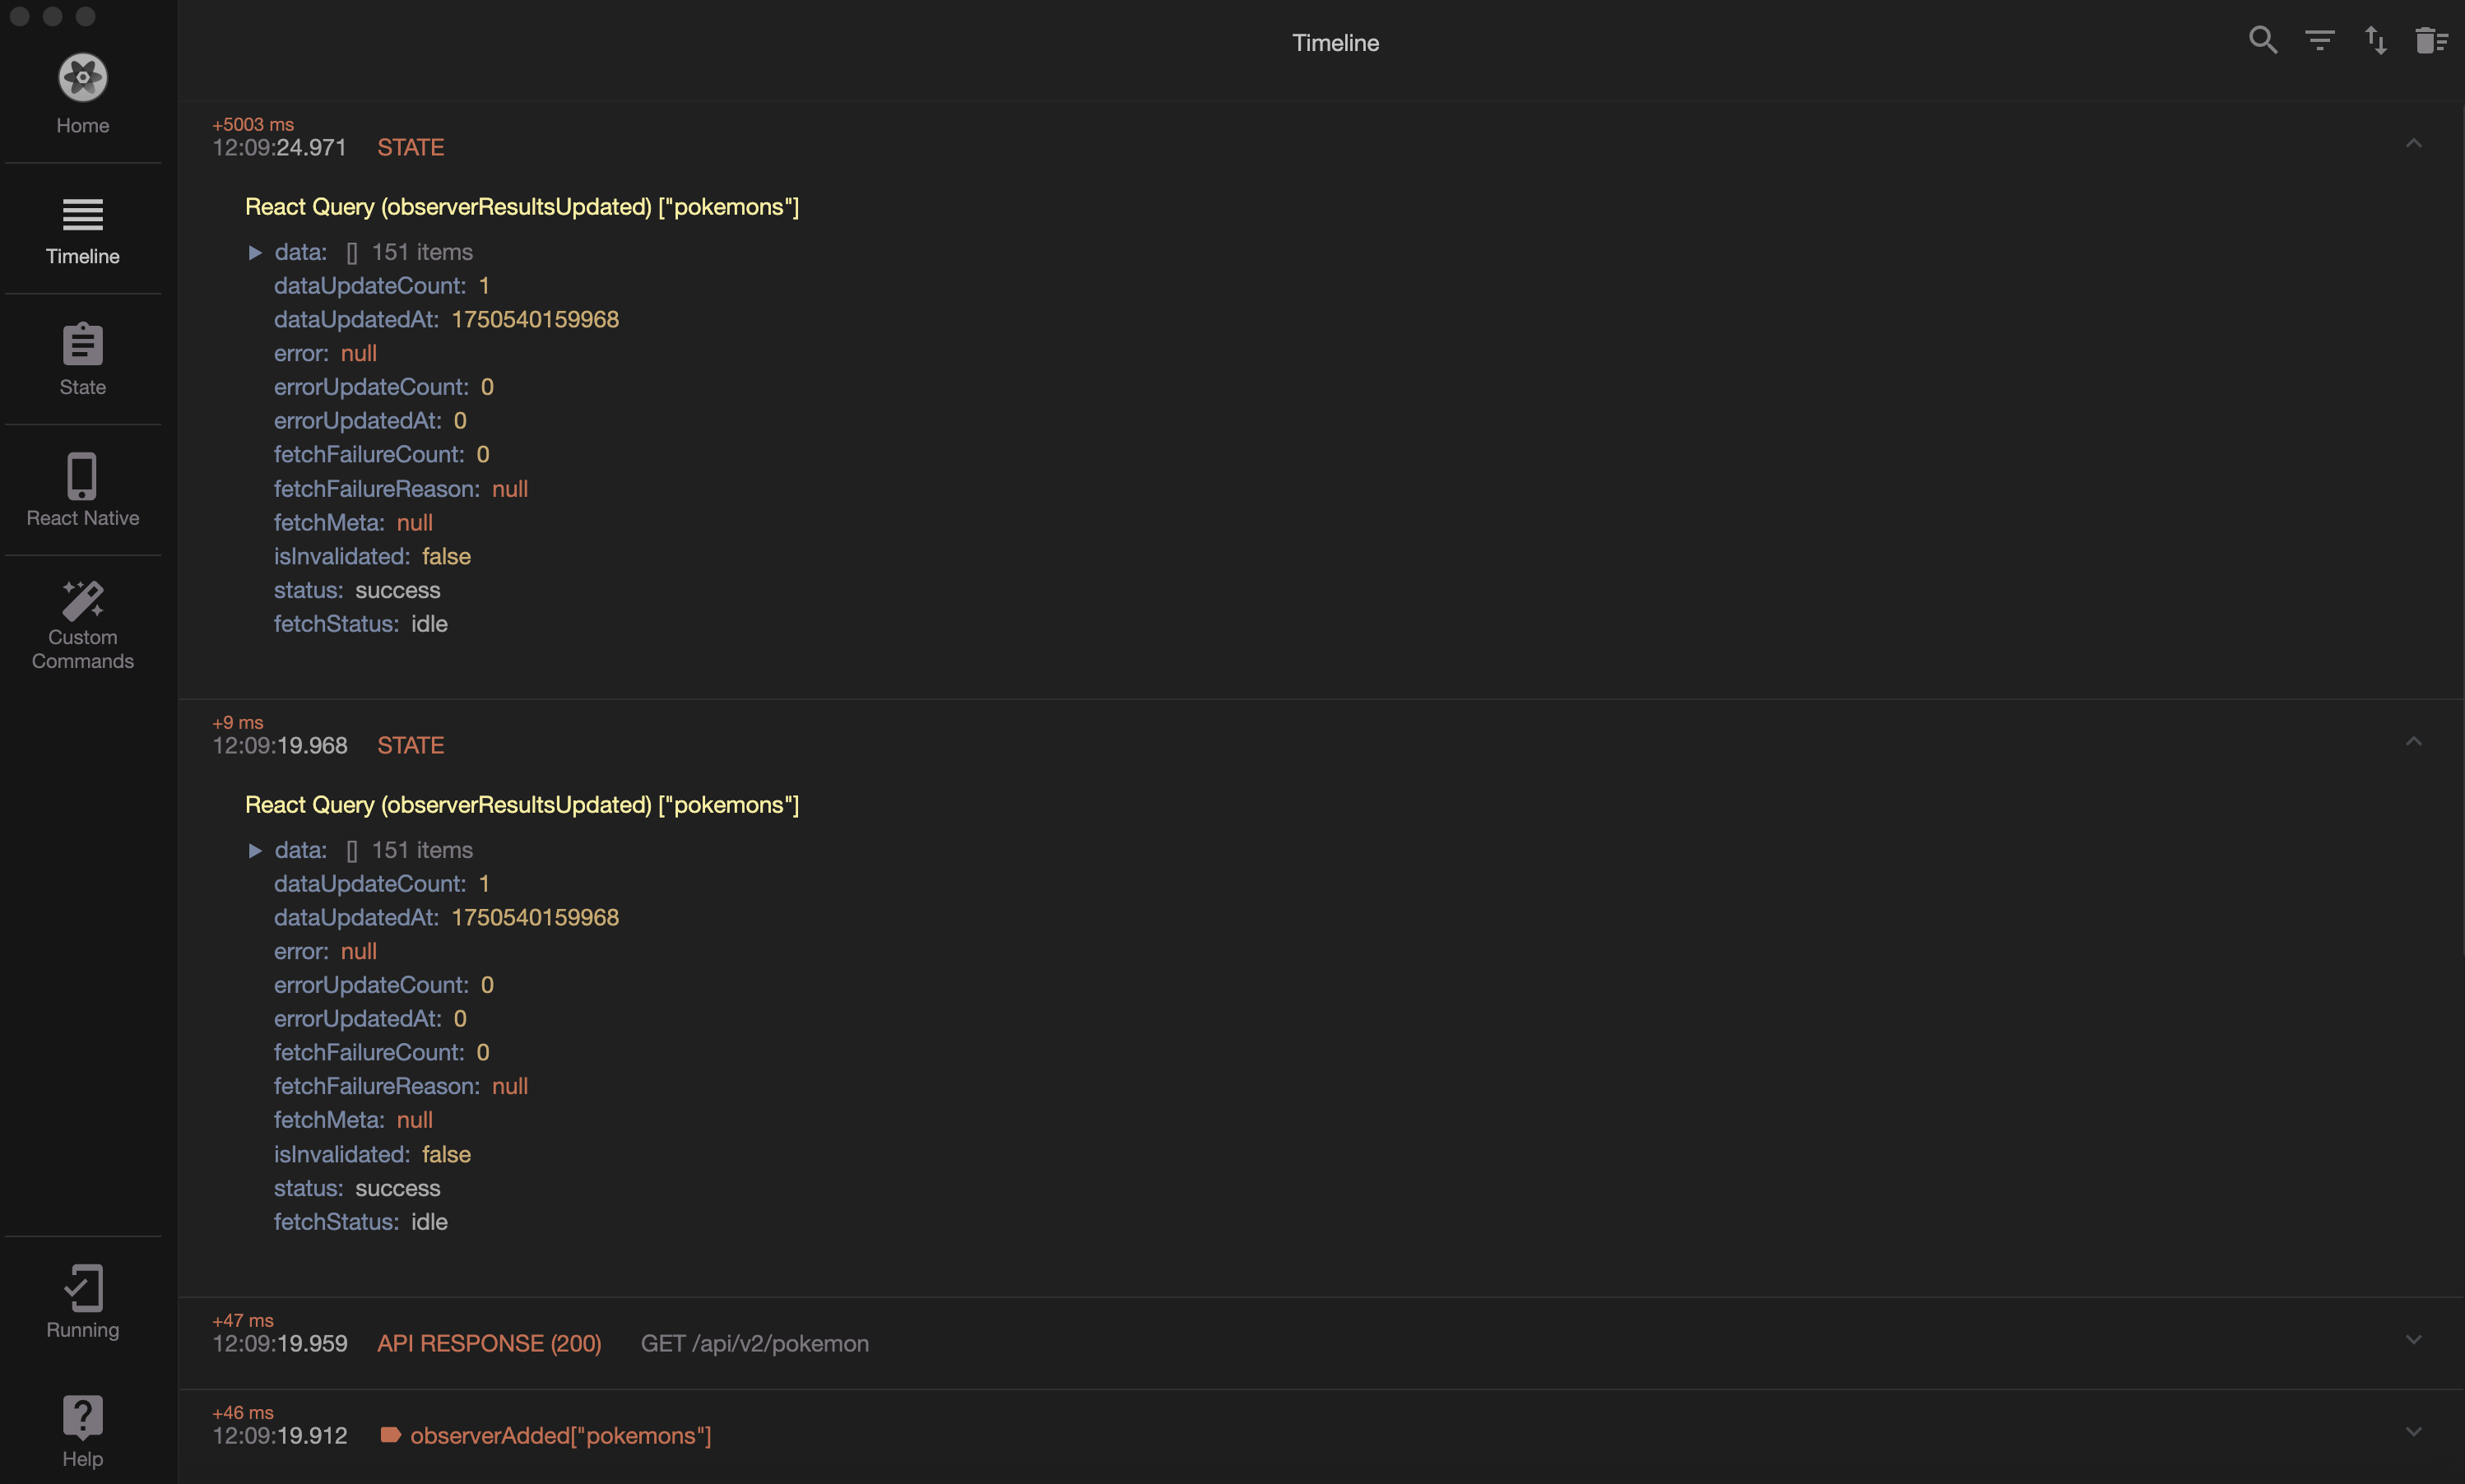 Home
Timeline
State
React Native
Custom
Commands
Running
Help
Timeline
+5003 ms
12:09:24.971 STATE
React Query (observerResultsUpdated) ["pokemons"]
data: [] 151 items
dataUpdateCount: 1
dataUpdatedAt: 1750540159968
error: null
errorUpdateCount: 0
errorUpdatedAt: 0
fetchFailureCount: 0
fetchFailureReason: null
fetchMeta: null
isInvalidated: false
status: success
fetchStatus: idle
+9 ms
12:09:19.968 STATE
React Query (observerResultsUpdated) ["pokemons"]
data: [] 151 items
dataUpdateCount: 1
dataUpdatedAt: 1750540159968
error: null
errorUpdateCount: 0
errorUpdatedAt: 0
fetchFailureCount: 0
fetchFailureReason: null
fetchMeta: null
isInvalidated: false
status: success
fetchStatus: idle
+47 ms
12:09:19.959 API RESPONSE (200) GET /api/v2/pokemon
+46 ms
12:09:19.912 observerAdded["pokemons"]